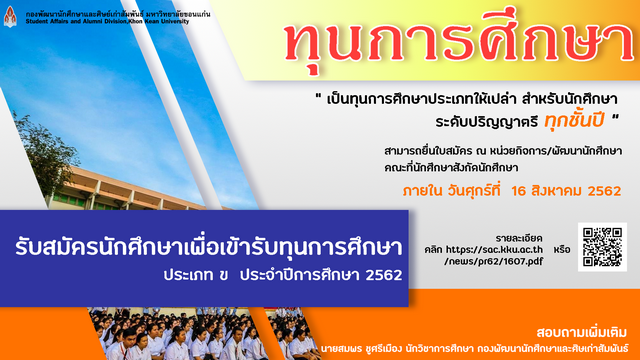 กองพัฒนานักศึกษาและศิษย์เก่าสัมพันธ์ มหาวิทยาลัยขอนแก่น
Student Affairs and Alumni Division,Khon Kean University
ทุนการศึกษา
" เป็นทุนการศึกษาประเภทให้เปล่า สำหรับนักศึกษา
ระดับปริญญาตรี ทุกชั้นปี "
สามารถยื่นใบสมัคร ณ หน่วยกิจการ/พัฒนานักศึกษา
คณะที่นักศึกษาสังกัดนักศึกษา
ภายใน วันศุกร์ที่ 16 สิงหาคม 2562
รับสมัครนักศึกษาเพื่อเข้ารับทุนการศึกษา
ประเภท ข ประจำปีการศึกษา 2562
รายละเอียด
คลิก https://sac.kku.ac.th หรือ
/news/pr62/1607.pdf
สอบถามเพิ่มเติม
นายสมพร ชูศรีเมือง นักวิชาการศึกษา กองพัฒนานักศึกษาและศิษเก่าสัมพันธ์